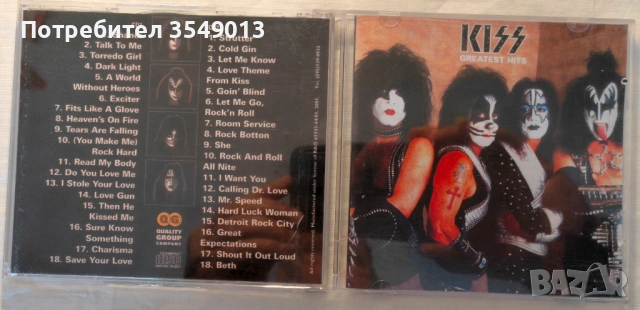 Потребител 3549013
2. Talk To Me
3. Torredo Girl
4. Dark Light
5. A World
Without Heroes
6. Exciter
7. Fits Like A Glove
8. Heaven's On Fire
9. Tears Are Falling
10. (You Make Me)
Rock Hard
11. Read My Body
12. Do You Love Me
13. I Stole Your Love
14. Love Gun
15. Then He
Kissed Me
16. Sure Know
Something
17. Charisma
18. Save Your Love
QG
QUALITY
GROUP
COMPANY
1. Strutter
2. Cold Gin
3. Let Me Know
4. Love Theme
From Kiss
5. Goin' Blind
6. Let Me Go,
Rock'n Roll
7. Room Service
8. Rock Botton
9. She
10. Rock And Roll
All Nite
11. I Want You
12. Calling Dr. Love
13. Mr. Speed
14. Hard Luck Woman
15. Detroit Rock City
16. Great
Expectations
17. Shout It Out Loud
18. Beth
KISS
GREATEST HITS
BAZAR